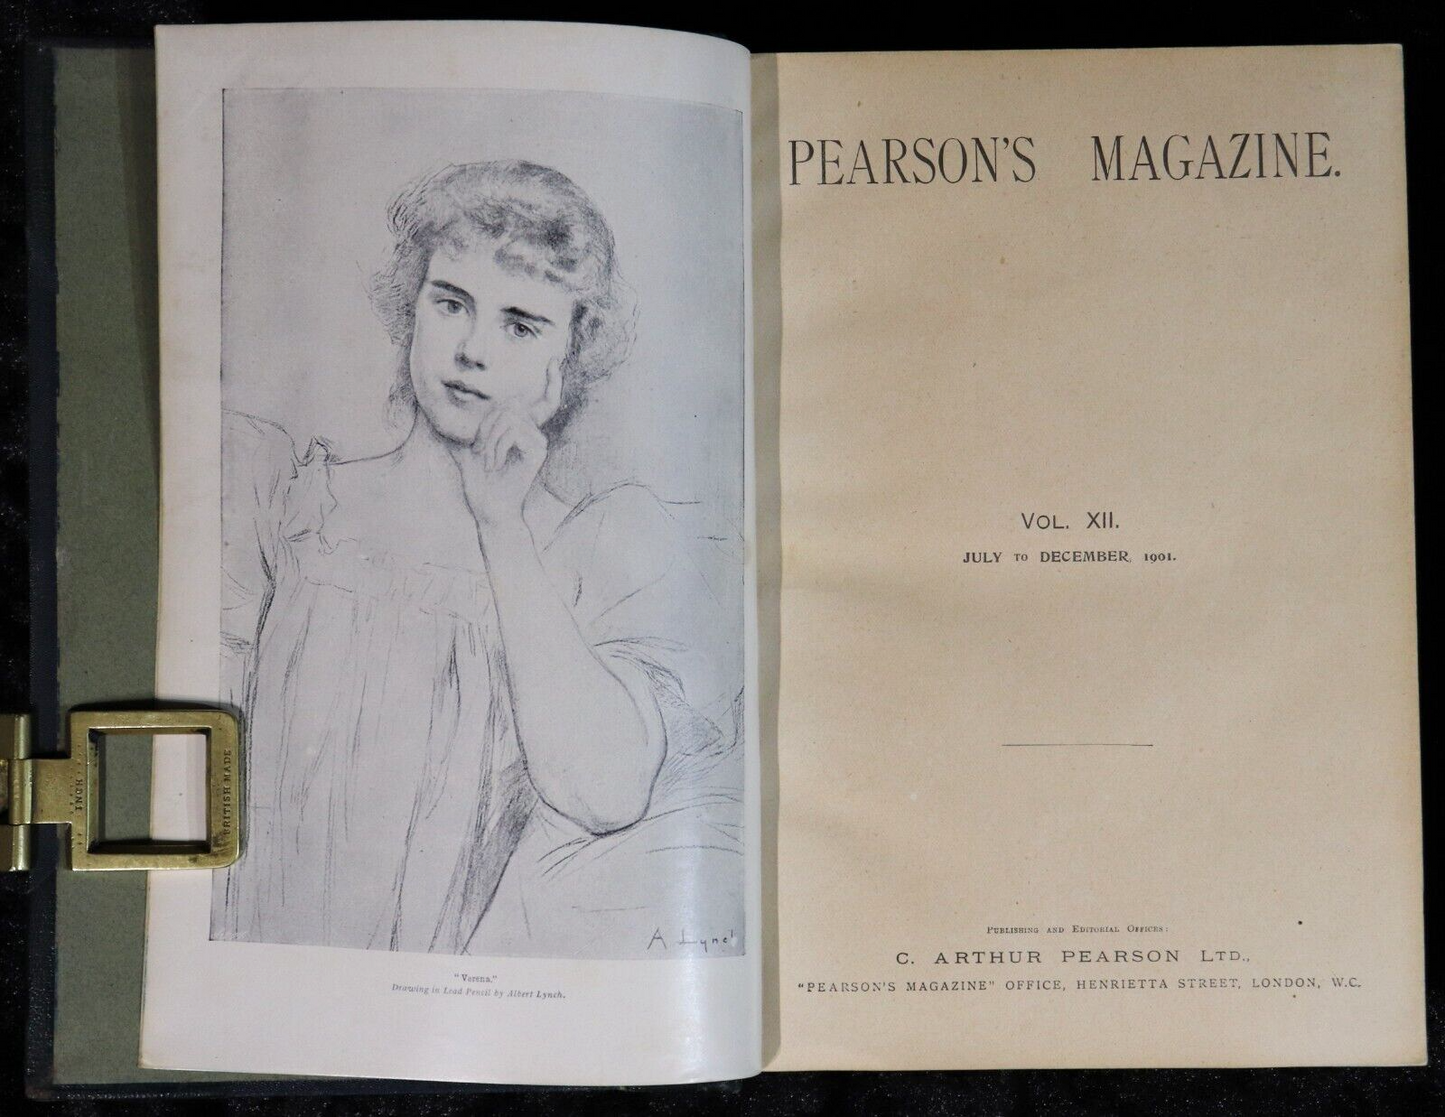 A Lync
"Verena."
Drawing in Lead Pencil by Albert Lynch.
INCH
BRITISH MADE
PEARSON'S MAGAZINE.
VOL. XII.
JULY TO DECEMBER, 1901.
PUBLISHING AND EDITORIAL OFFICES:
C. ARTHUR PEARSON LTD.,
"PEARSON'S MAGAZINE" OFFICE, HENRIETTA STREET, LONDON, W.C.